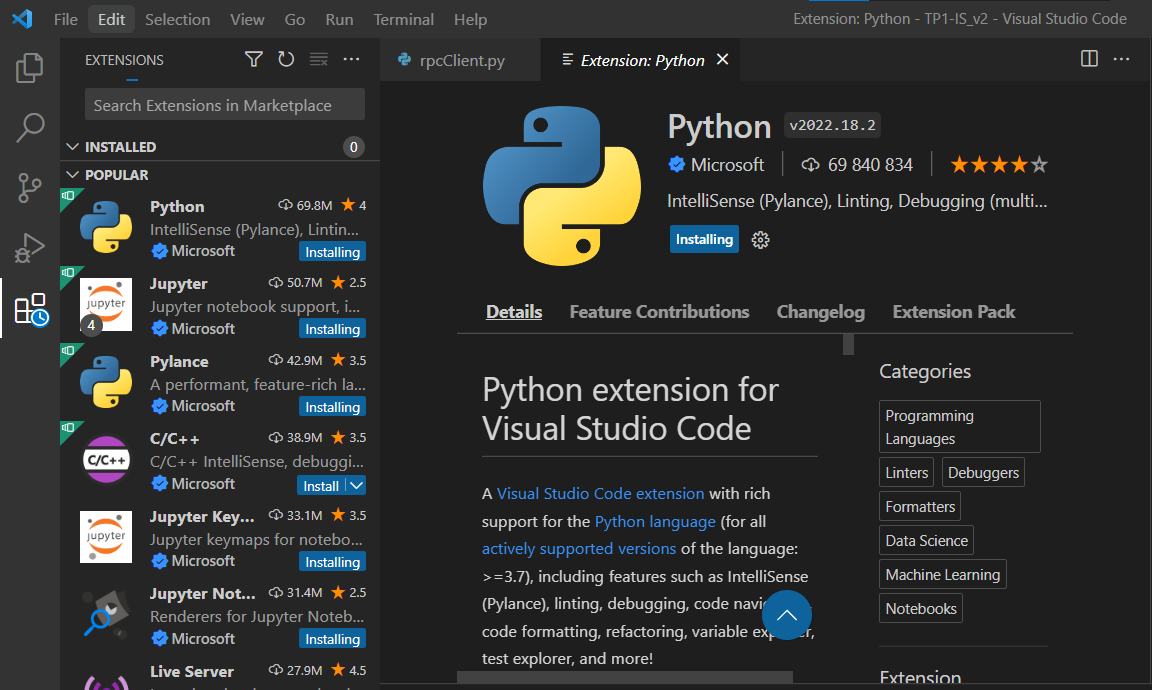 File Edit Selection View Go Run Terminal Help
Extension: Python - TP1-IS_v2 - Visual Studio Code
EXTENSIONS
Search Extensions in Marketplace
INSTALLED 0
POPULAR
Python 69.8M 4
IntelliSense (Pylance), Lintin...
Microsoft Installing
Jupyter 50.7M 2.5
Jupyter notebook support, i...
Microsoft Installing
jupyter
4
Pylance 42.9M 3.5
A performant, feature-rich la...
Microsoft Installing
C/C++ 38.9M 3.5
C/C++ IntelliSense, debuggi...
Microsoft Install
C/C++
Jupyter Key... 33.1M 3.5
Jupyter keymaps for notebo...
Microsoft Installing
jupyter
Jupyter Not... 31.4M 2.5
Renderers for Jupyter Noteb...
Microsoft Installing
Live Server 27.9M 4.5
rpcClient.py
Extension: Python
Python v2022.18.2
Microsoft 69 840 834
IntelliSense (Pylance), Linting, Debugging (multi...
Installing
Details Feature Contributions Changelog Extension Pack
Python extension for
Visual Studio Code
A Visual Studio Code extension with rich
support for the Python language (for all
actively supported versions of the language:
>=3.7), including features such as IntelliSense
(Pylance), linting, debugging, code
code formatting, refactoring, variable
test explorer, and more!
Categories
Programming
Languages
Linters Debuggers
Formatters
Data Science
Machine Learning
Notebooks
Extension